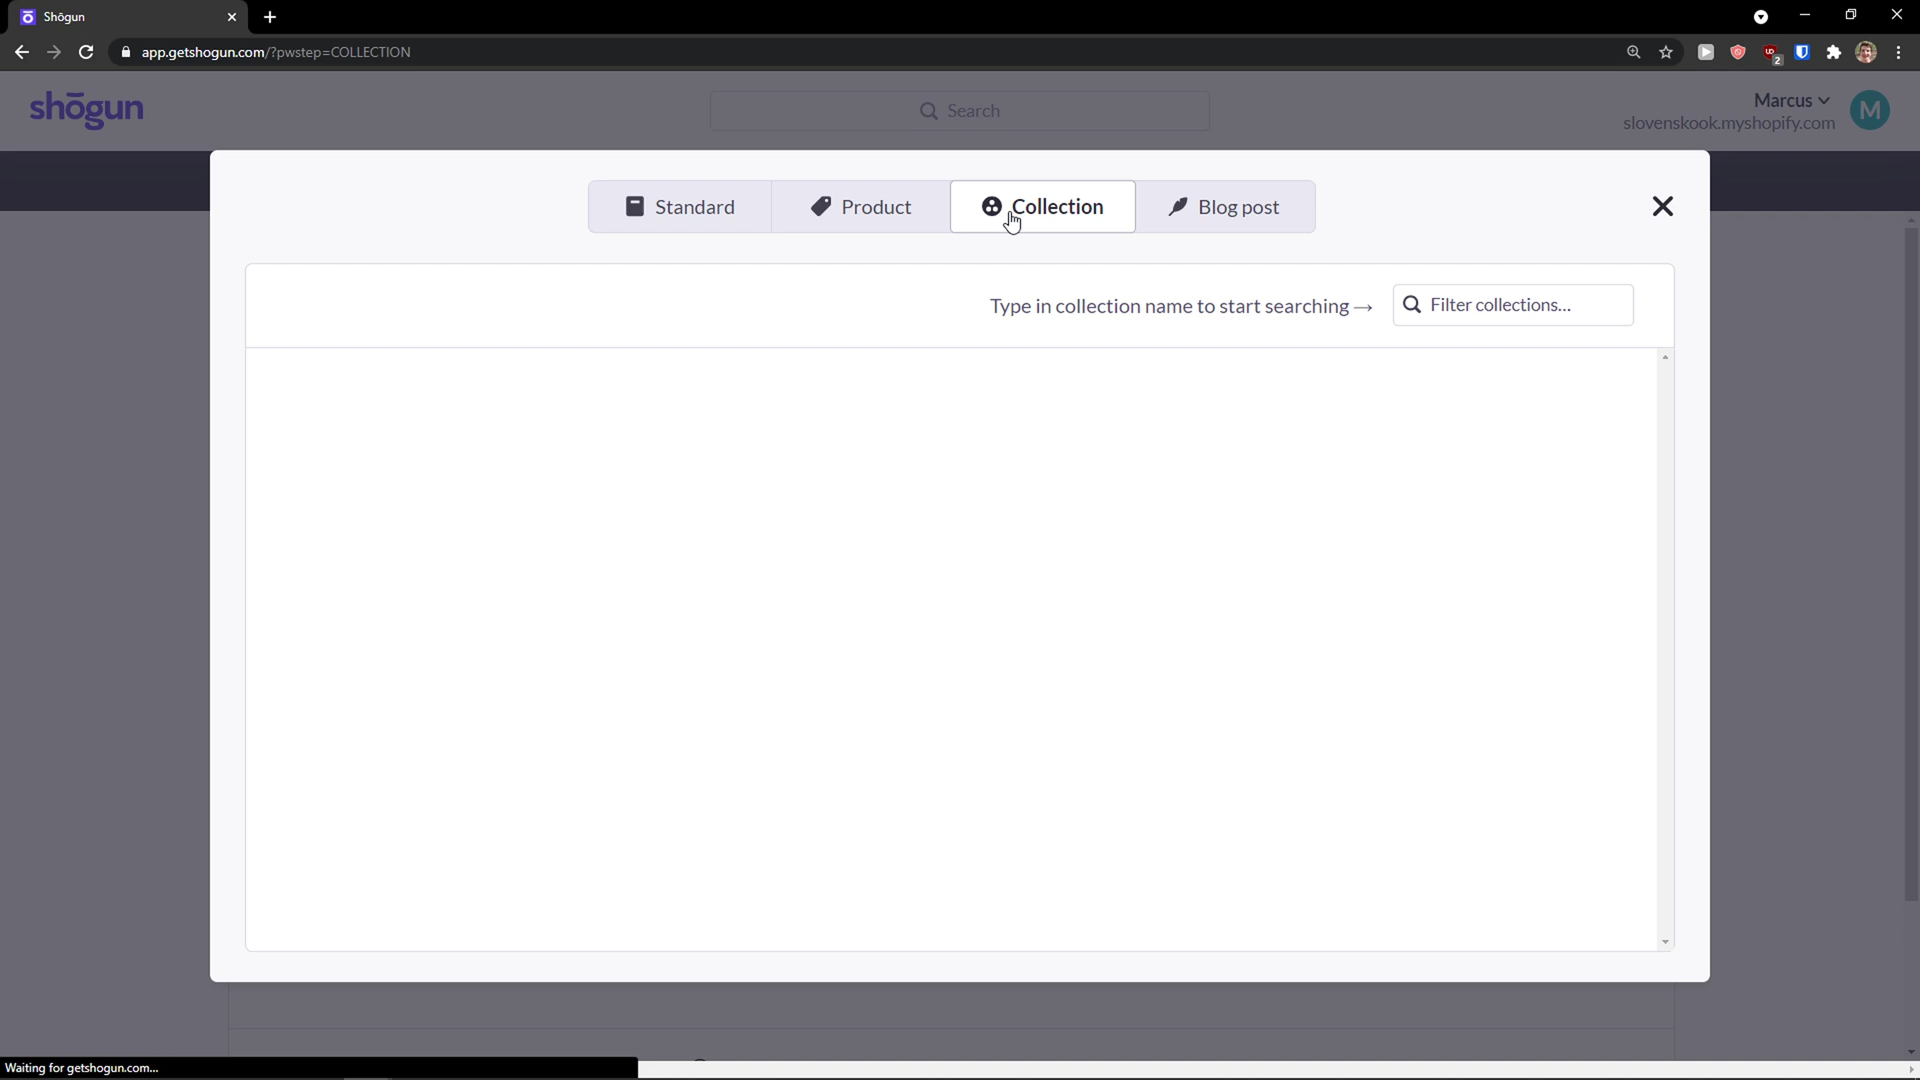 Shōgun
app.getshogun.com/?pwstep=COLLECTION
2
shōgun
Search
Marcus
slovenskook.myshopify.com
M
Standard
Product
Collection
Blog post
Type in collection name to start searching →
Filter collections...
Waiting for getshogun.com...